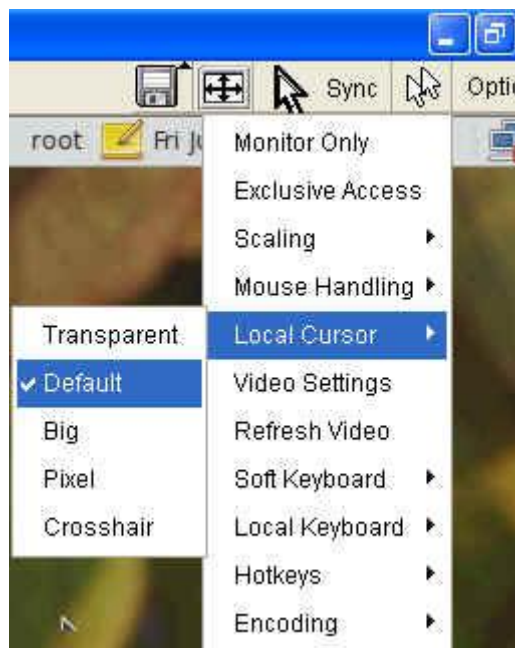 Sync Opti
root Fri Ju
Monitor Only
Exclusive Access
Scaling
Mouse Handling
Transparent
Local Cursor
Default
Video Settings
Big
Refresh Video
Pixel
Soft Keyboard
Crosshair
Local Keyboard
Hotkeys
Encoding